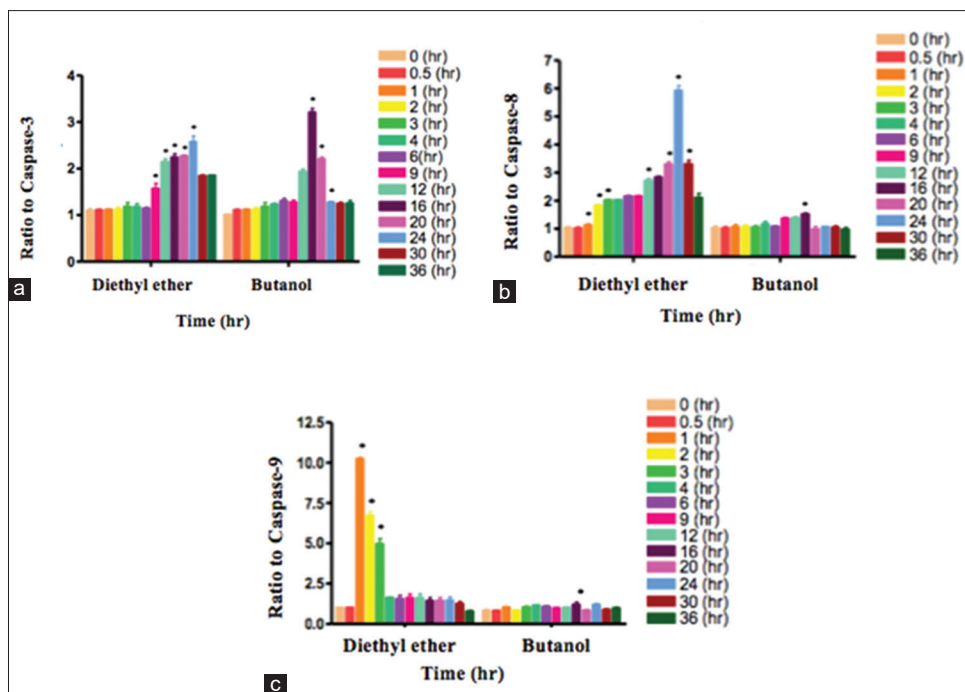 Ratio to Caspase-3
4
3
2
1
0
Diethyl ether
Butanol
Time (hr)
0 (hr)
0.5 (hr)
1 (hr)
2 (hr)
3 (hr)
4 (hr)
6(hr)
9 (hr)
12 (hr)
16 (hr)
20 (hr)
24 (hr)
30 (hr)
36 (hr)
a
Ratio to Caspase-8
7
6
5
4
3
2
1
0
Diethyl ether
Butanol
Time (hr)
0 (hr)
0.5 (hr)
1 (hr)
2 (hr)
3 (hr)
4 (hr)
6 (hr)
9 (hr)
12 (hr)
16 (hr)
20 (hr)
24 (hr)
30 (hr)
36 (hr)
b
Ratio to Caspase-9
12.5
10.0
7.5
5.0
2.5
0.0
Diethyl ether
Butanol
Time (hr)
0 (hr)
0.5 (hr)
1 (hr)
2 (hr)
3 (hr)
4 (hr)
6 (hr)
9 (hr)
12 (hr)
16 (hr)
20 (hr)
24 (hr)
30 (hr)
36 (hr)
c